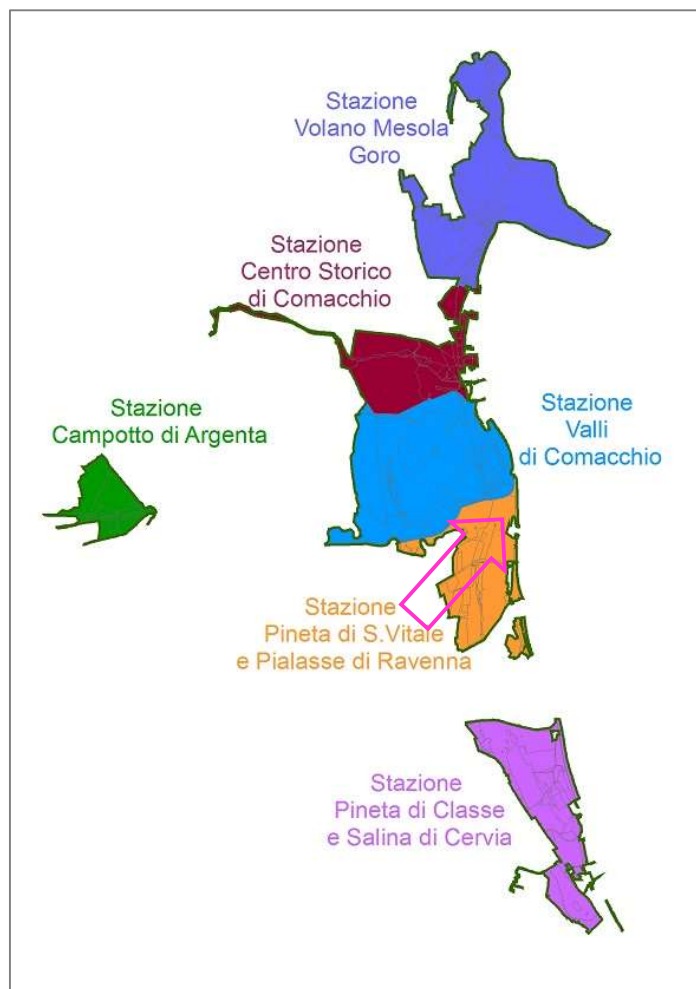 Stazione
Volano Mesola
Goro
Stazione
Centro Storico
di Comacchio
Stazione
Campotto di Argenta
Stazione
Valli
di Comacchio
Stazione
Pineta di S.Vitale
e Pialasse di Ravenna
Stazione
Pineta di Classe
e Salina di Cervia